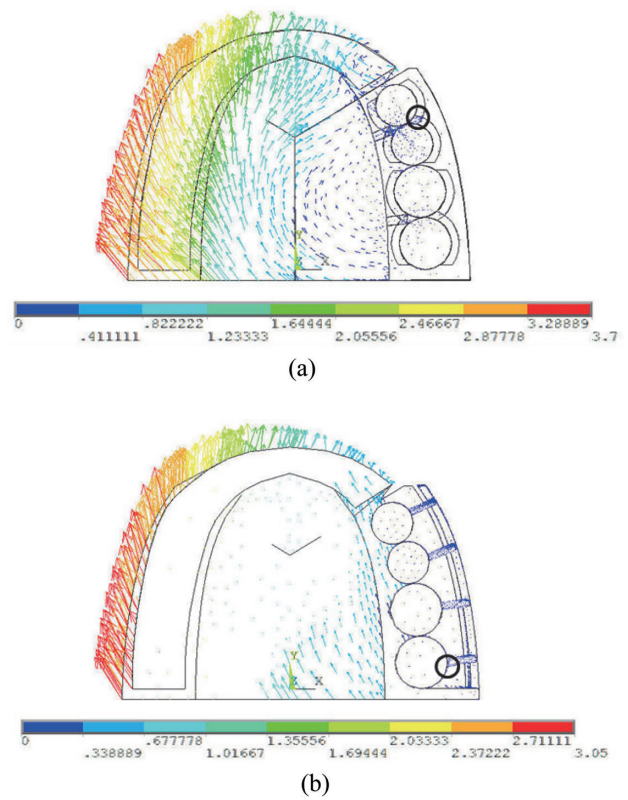 Y
X
0 .822222 1.64444 2.46667 3.28889
.411111 1.23333 2.05556 2.87778 3.7
(a)
Y
X
0 .677778 1.35556 2.03333 2.71111
.338889 1.01667 1.69444 2.37222 3.05
(b)